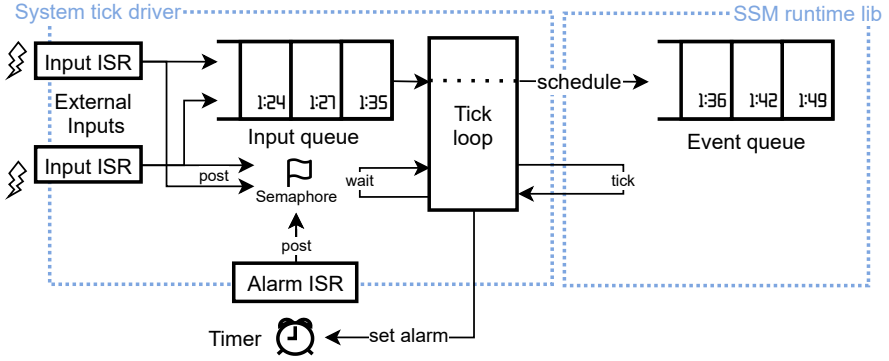 System tick driver
SSM runtime lib
Input ISR
External
Inputs
Input ISR
1:24
1:27
1:35
Input queue
Tick
loop
schedule
1:36
1:42
1:49
Event queue
post
Semaphore
wait
tick
post
Alarm ISR
Timer
set alarm